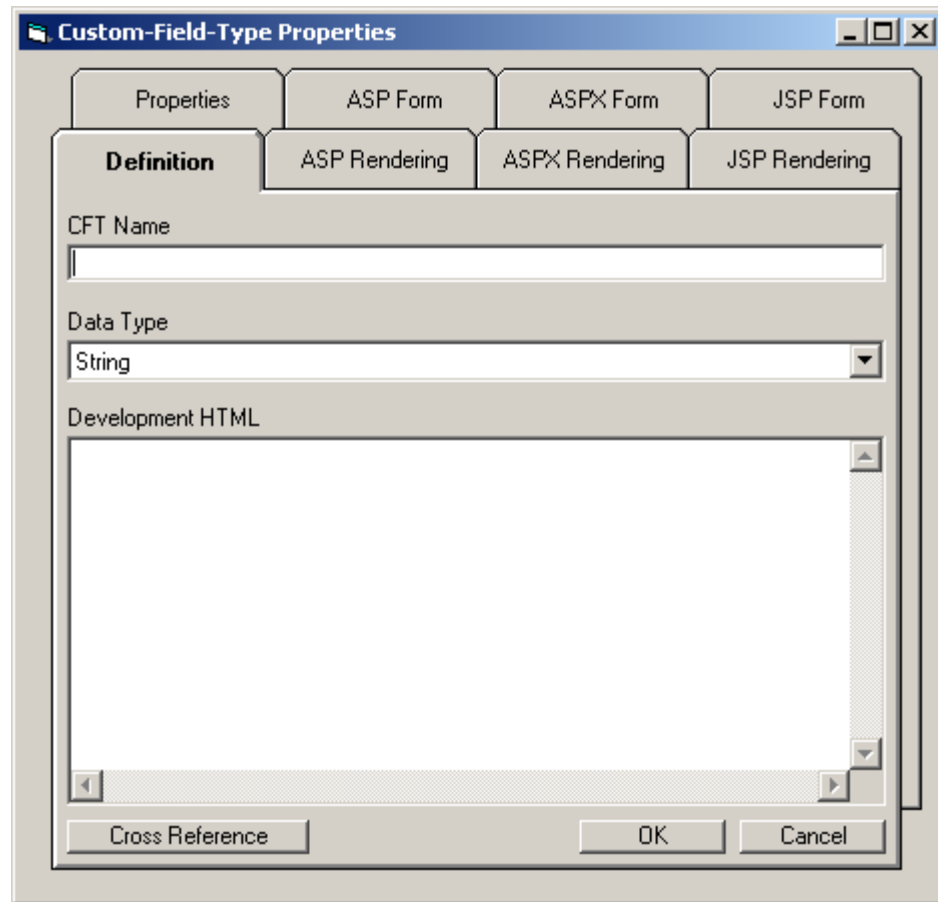 Custom-Field-Type Properties
Properties ASP Form ASPX Form JSP Form
Definition ASP Rendering ASPX Rendering JSP Rendering
CFT Name
Data Type
String
Development HTML
Cross Reference OK Cancel